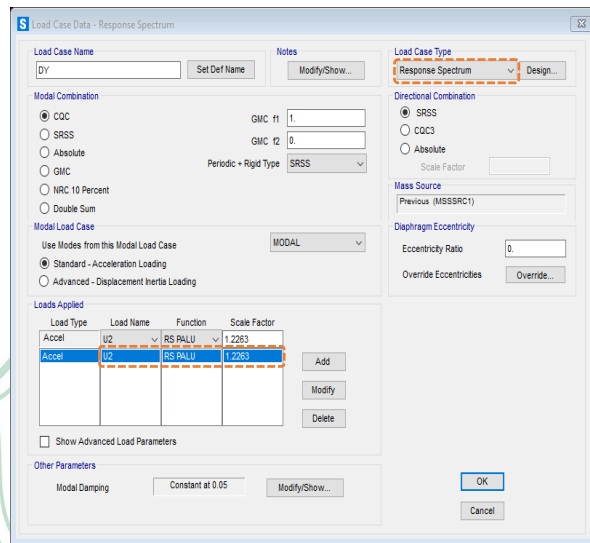 S Load Case Data - Response Spectrum
Load Case Name
DY
Set Def Name
Notes
Modify/Show...
Load Case Type
Response Spectrum
Design...
Modal Combination
CQC
SRSS
Absolute
GMC
NRC 10 Percent
Double Sum
GMC f1 1.
GMC f2 0.
Periodic + Rigid Type SRSS
Directional Combination
SRSS
CQC3
Absolute
Scale Factor
Mass Source
Previous (MSSSRC1)
Modal Load Case
Use Modes from this Modal Load Case MODAL
Standard - Acceleration Loading
Advanced - Displacement Inertia Loading
Diaphragm Eccentricity
Eccentricity Ratio 0.
Override Eccentricities Override...
Loads Applied
Load Type Load Name Function Scale Factor
Accel U2 RS PALU 1.2263
Accel U2 RS PALU 1.2263
Add
Modify
Delete
Show Advanced Load Parameters
Other Parameters
Modal Damping Constant at 0.05 Modify/Show...
OK
Cancel